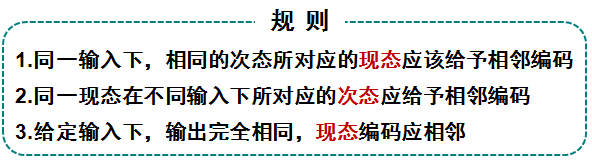 规 则
1.同一输入下，相同的次态所对应的现态应该给予相邻编码
2.同一现态在不同输入下所对应的次态应给予相邻编码
3.给定输入下，输出完全相同，现态编码应相邻